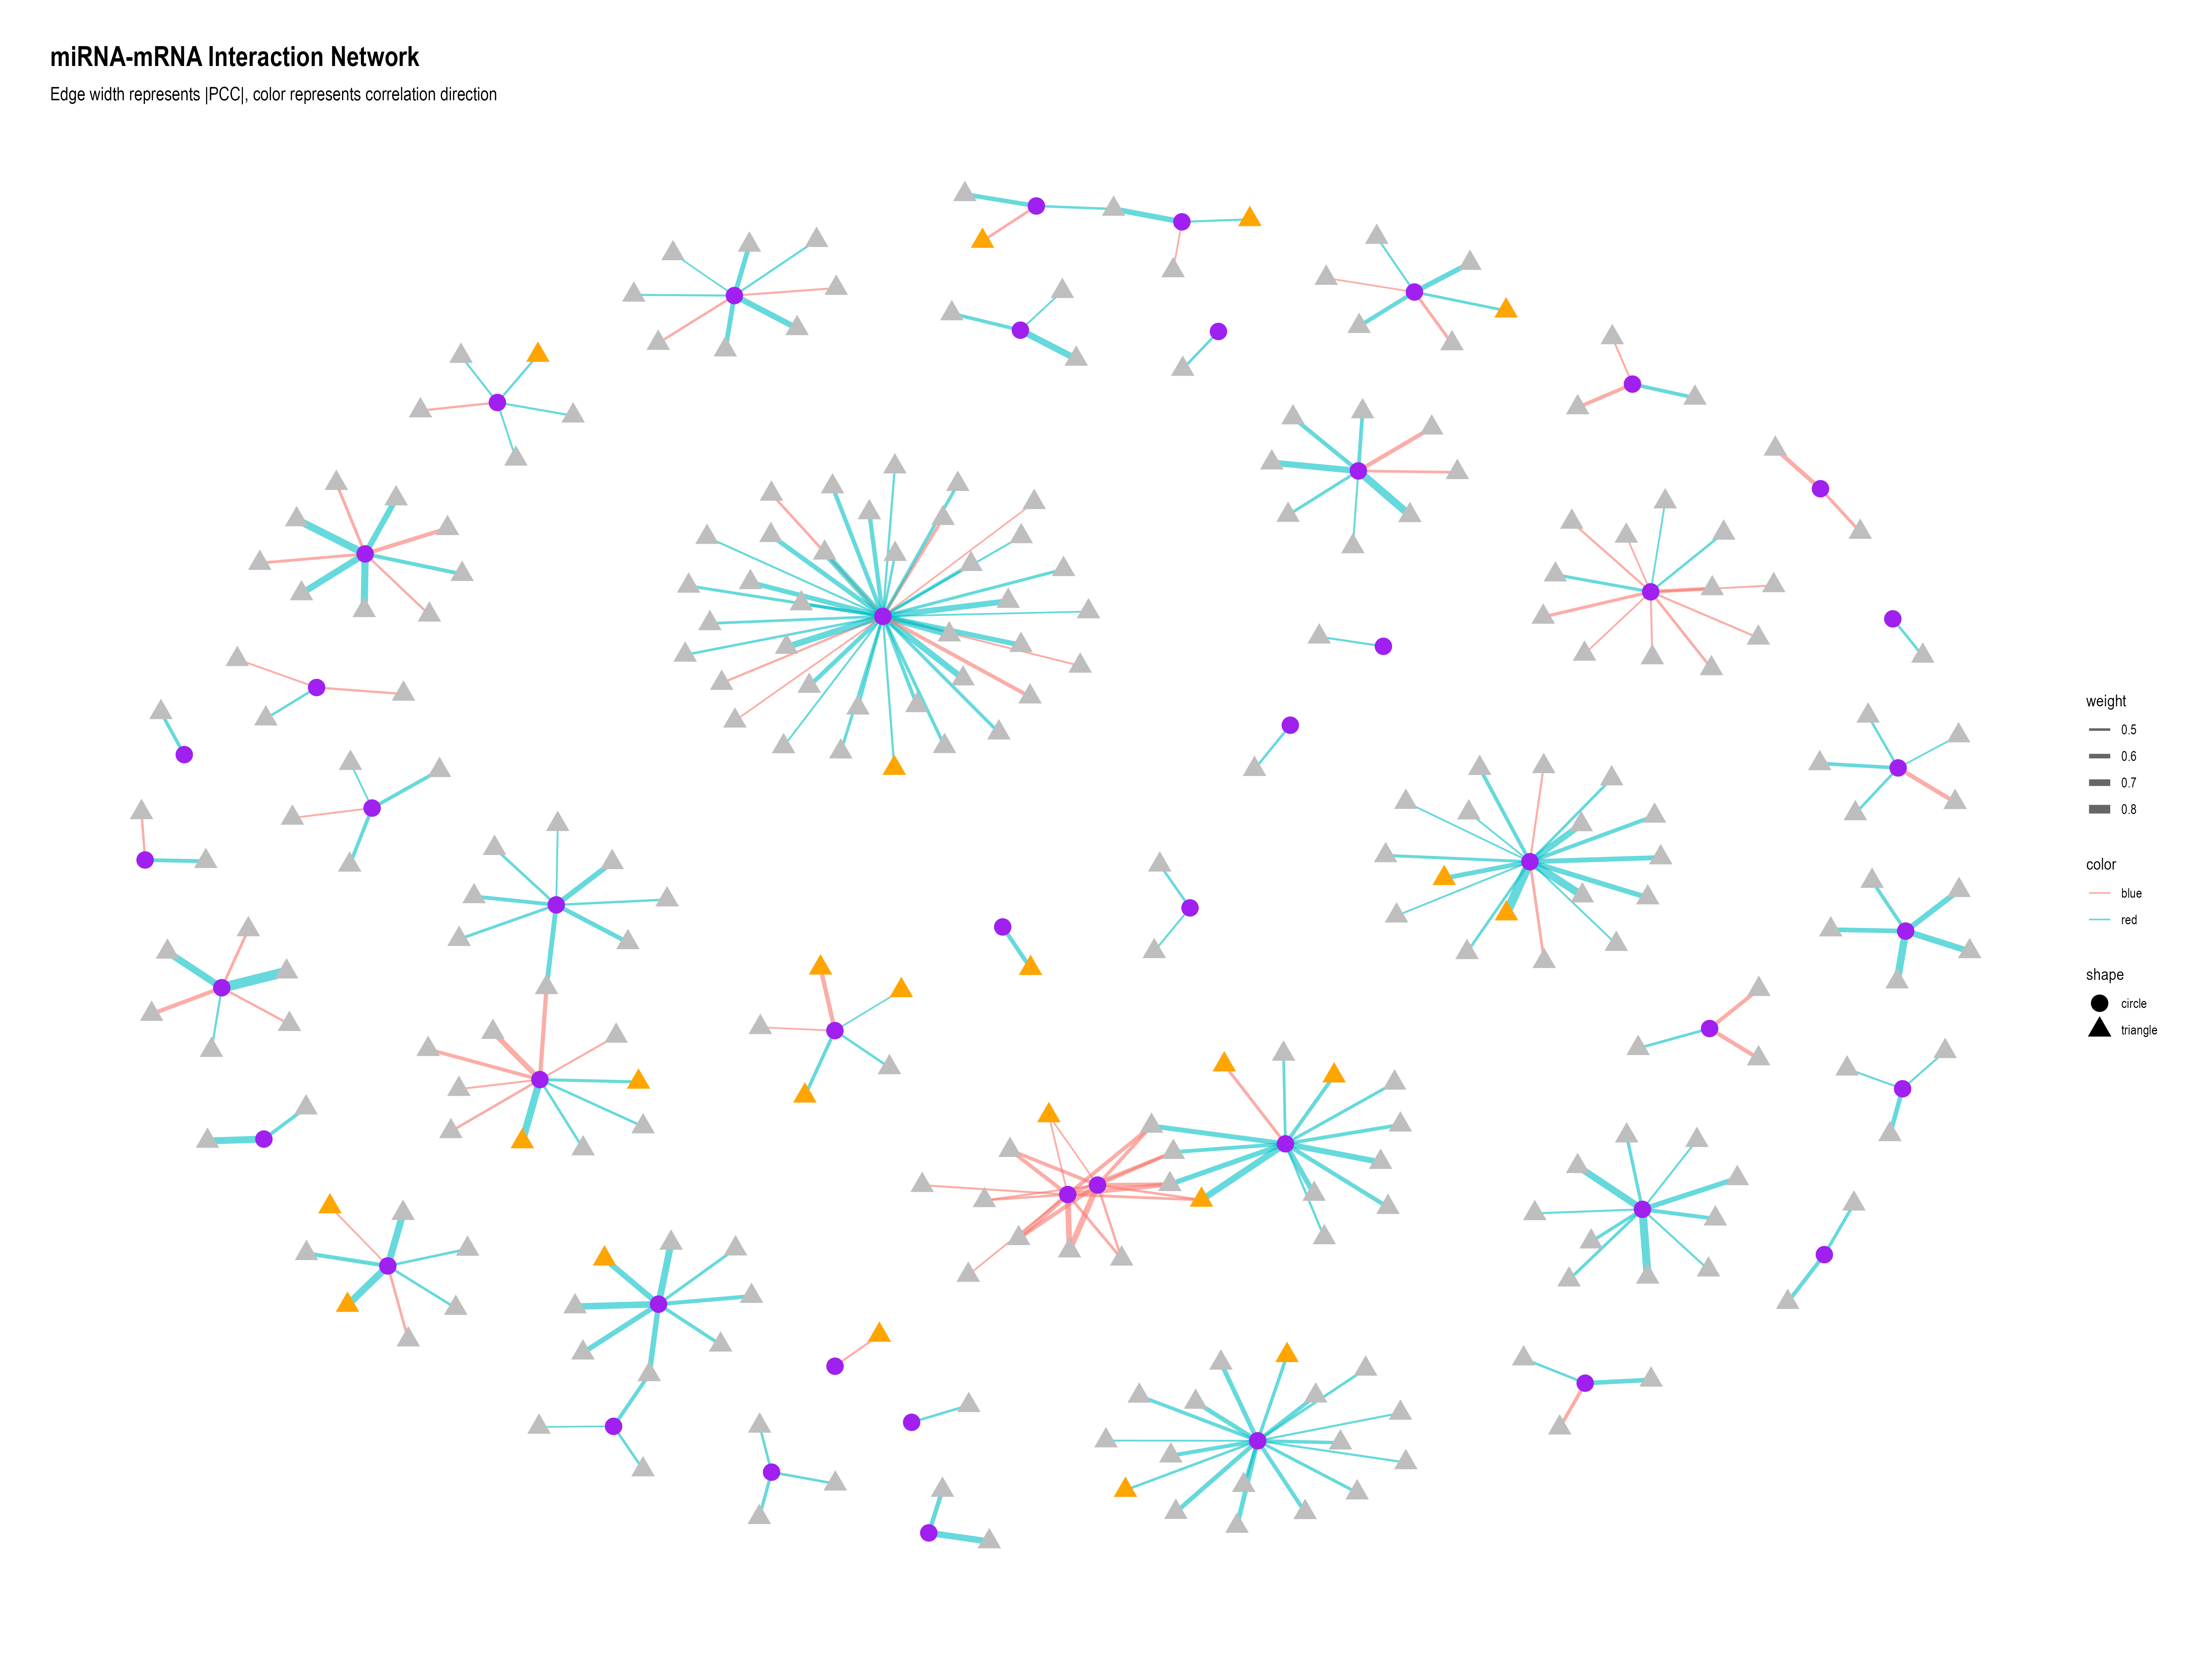 miRNA-mRNA Interaction Network
Edge width represents |PCC|, color represents correlation direction
weight
0.5
0.6
0.7
0.8
color
blue
red
shape
circle
triangle